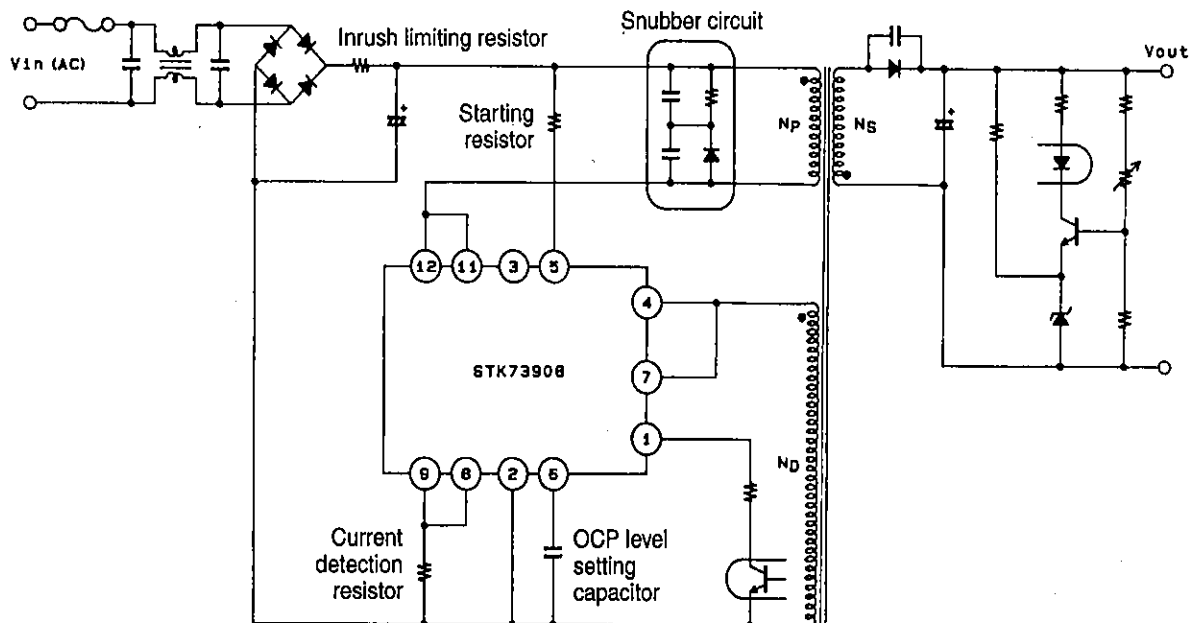 Snubber circuit
Inrush limiting resistor
Vin (AC)
Vout
Starting
resistor
NP
NS
12
11
3
5
4
STK73908
7
1
ND
9
8
2
6
Current
detection
resistor
OCP level
setting
capacitor